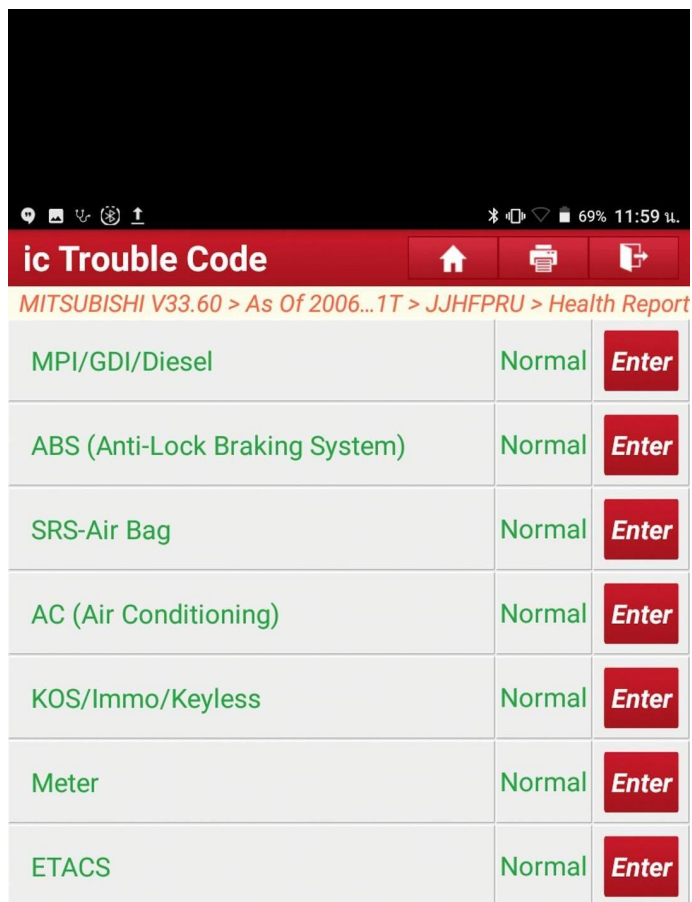 69% 11:59 น.
ic Trouble Code
MITSUBISHI V33.60 > As Of 2006...1T > JJHFPRU > Health Report
MPI/GDI/Diesel Normal Enter
ABS (Anti-Lock Braking System) Normal Enter
SRS-Air Bag Normal Enter
AC (Air Conditioning) Normal Enter
KOS/Immo/Keyless Normal Enter
Meter Normal Enter
ETACS Normal Enter